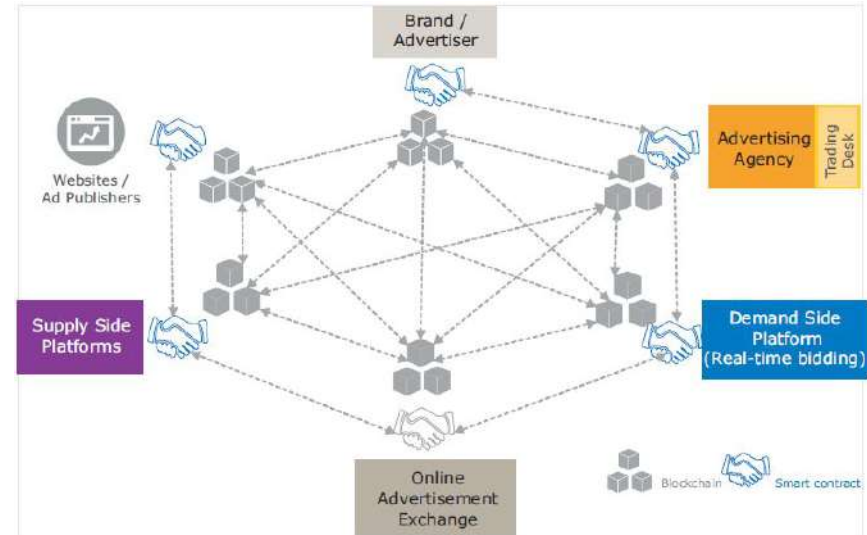 Brand /
Advertiser
Websites /
Ad Publishers
Advertising
Agency
Trading
Desk
Supply Side
Platforms
Demand Side
Platform
(Real-time bidding)
Online
Advertisement
Exchange
Blockchain
Smart contract